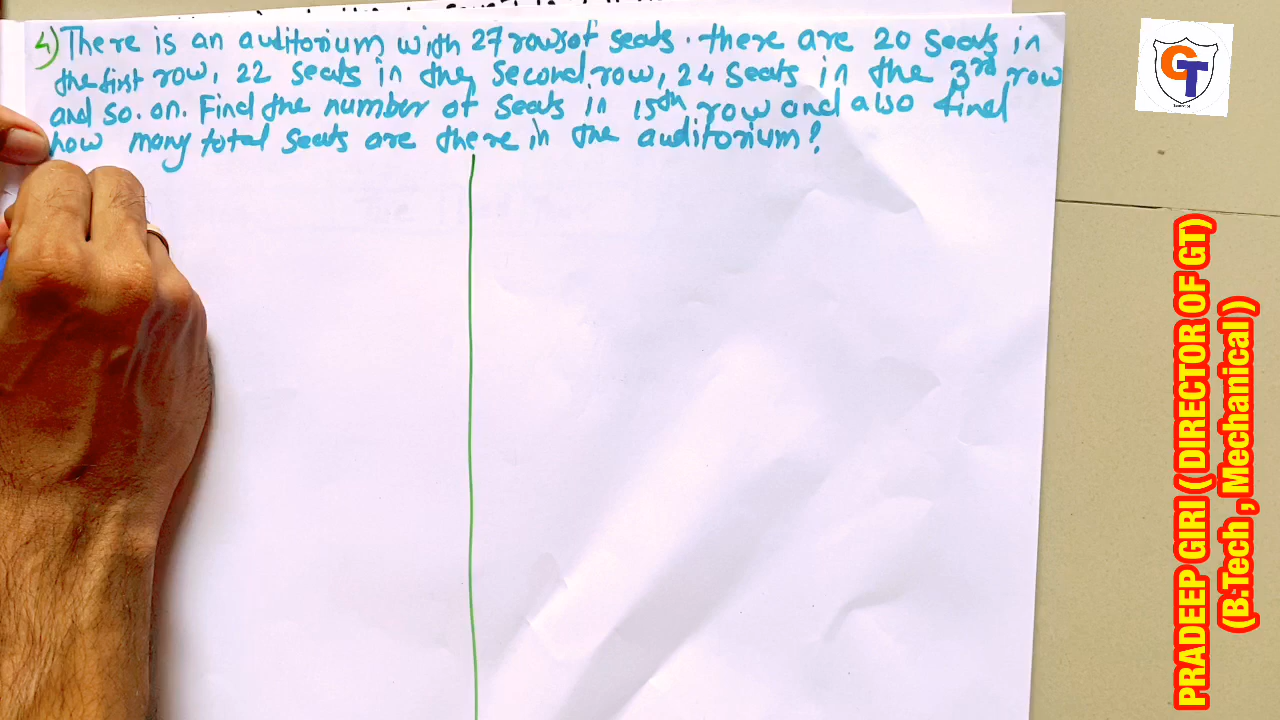 4) There is an auditorium with 27 rows of seats. there are 20 seats in
the first row, 22 seats in the second row, 24 seats in the 3rd row
and so. on. Find the number of seats in 15th row and also find
how many total seats are there in the auditorium?
GT
PRADEEP GIRI ( DIRECTOR OF GT)
(B.Tech , Mechanical )